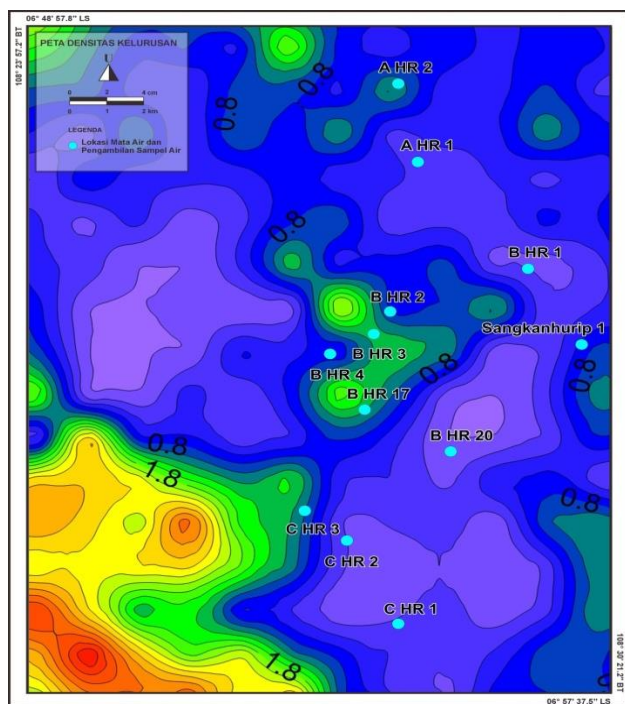 06° 48' 57.8" LS
108° 23' 57.2" BT
PETA DENSITAS KELURUSAN
U
0 2 4 cm
0 1 2 km
LEGENDA
Lokasi Mata Air dan
Pengambilan Sampel Air
0.8
0.8
A HR 2
A HR 1
0.8
B HR 1
B HR 2
Sangkanhurip 1
B HR 3
B HR 4
0.8
0.8
B HR 17
B HR 20
0.8
1.8
0.8
C HR 3
C HR 2
C HR 1
1.8
108° 30' 21.2" BT
06° 57' 37.5" LS